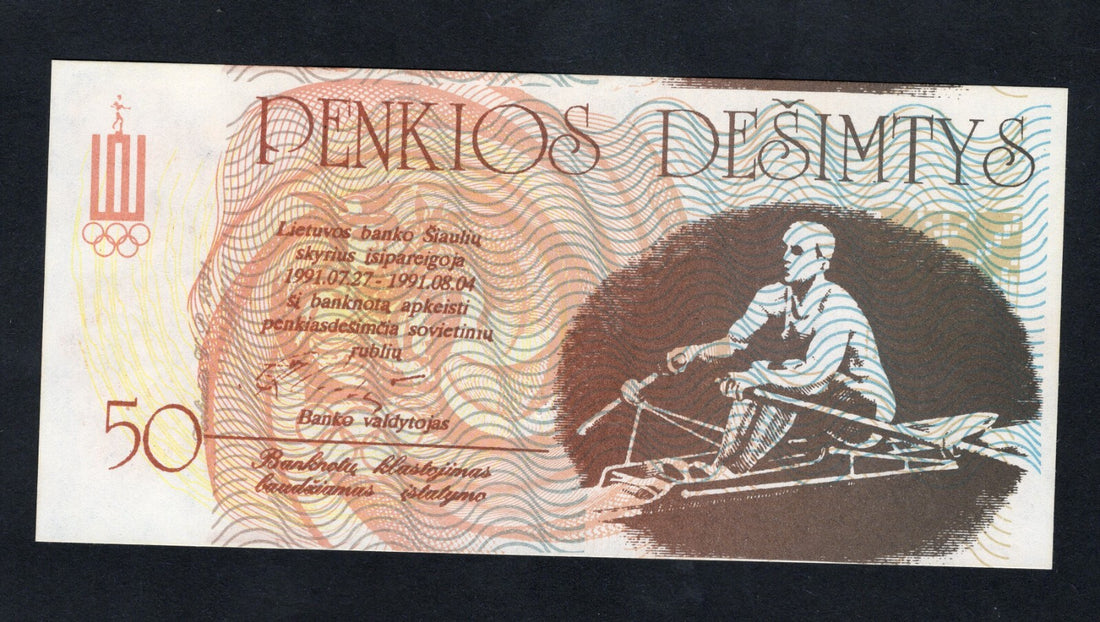 PENKIOS DEŠIMTYS
Lietuvos banko Šiaulių
skyrius įsipareigoja
1991.07.27 - 1991.08.04
šį banknotą apkeisti
penkiasdešimčia sovietinių
rublių
Banko valdytojas
50
Banknotų klastojimas
baudžiamas įstatymo